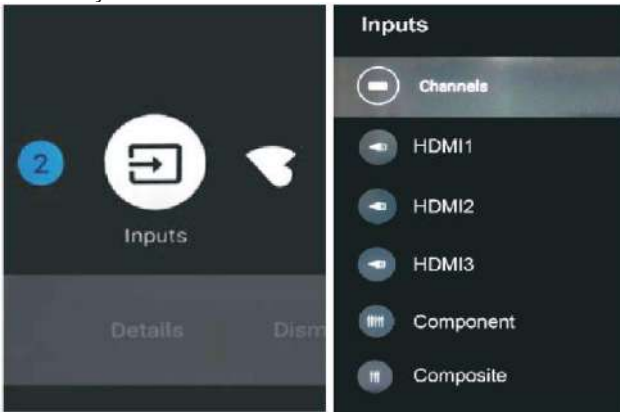 2
Inputs
Details
Dism
Inputs
Channels
HDMI1
HDMI2
HDMI3
Component
Composite